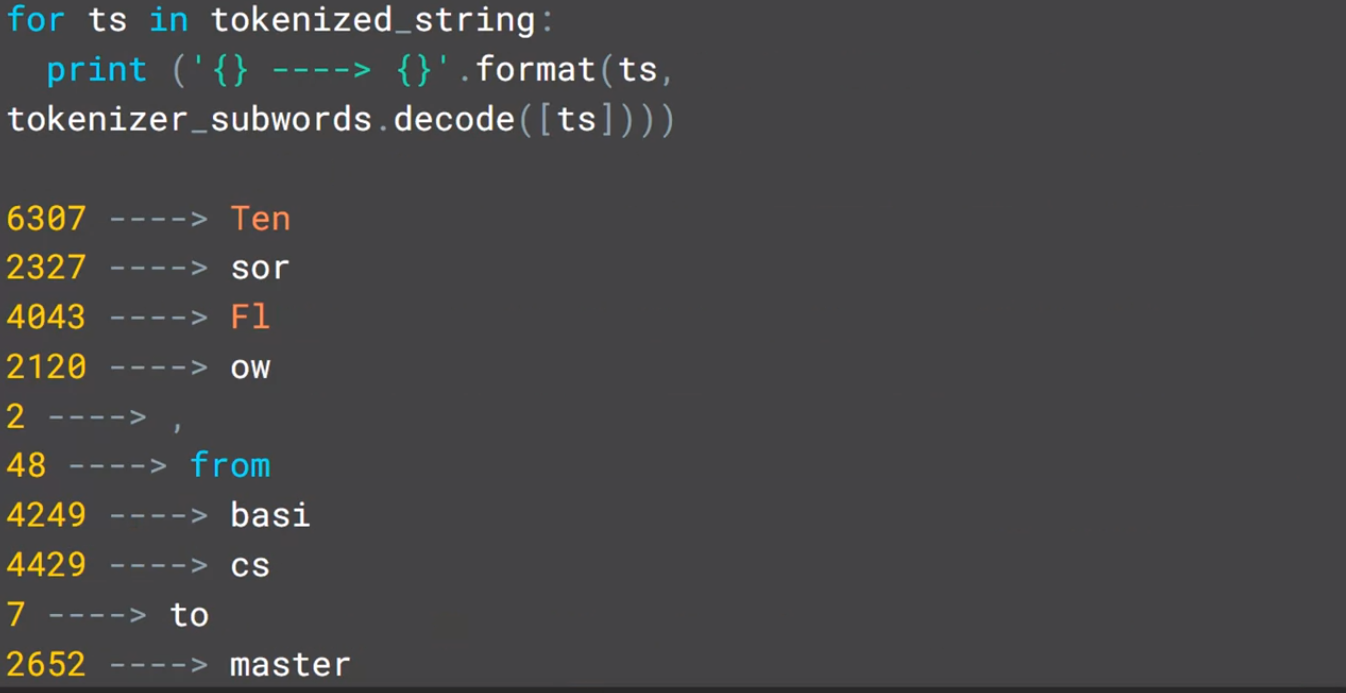 for ts in tokenized_string:
  print ('{} ----> {}'.format(ts,
tokenizer_subwords.decode([ts])))
6307 ----> Ten
2327 ----> sor
4043 ----> Fl
2120 ----> ow
2 ----> ,
48 ----> from
4249 ----> basi
4429 ----> cs
7 ----> to
2652 ----> master